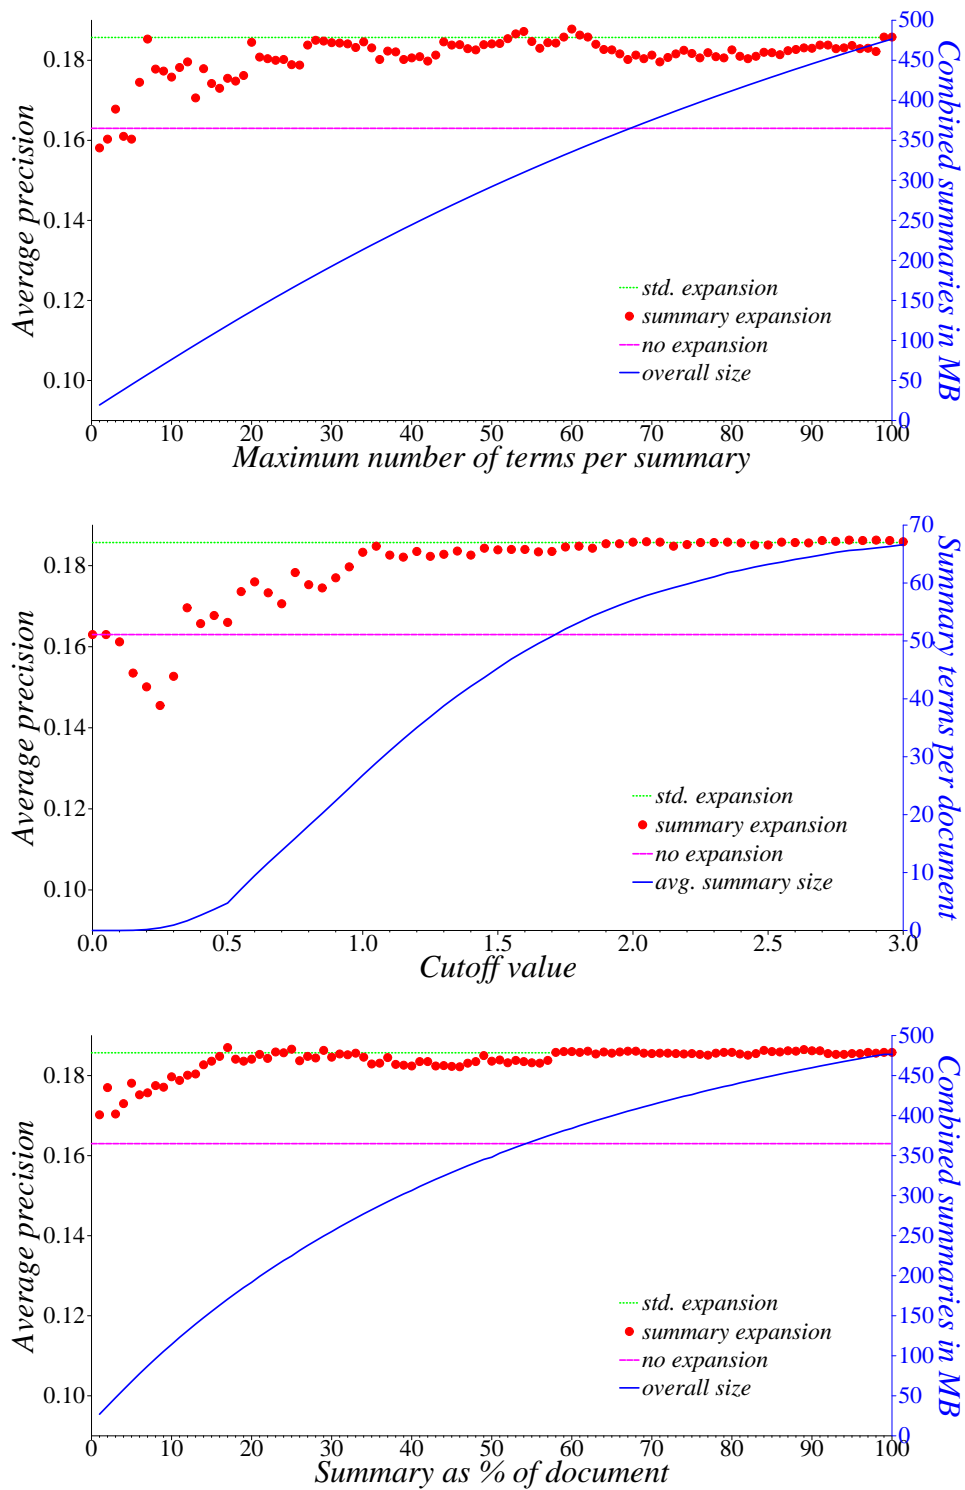 Average precision
0.18
0.16
0.14
0.12
0.10
500
450
400
350
300
250
200
150
100
50
0
Combined summaries in MB
std. expansion
summary expansion
no expansion
overall size
0 10 20 30 40 50 60 70 80 90 100
Maximum number of terms per summary
Average precision
0.18
0.16
0.14
0.12
0.10
70
60
50
40
30
20
10
0
Summary terms per document
std. expansion
summary expansion
no expansion
avg. summary size
0.0 0.5 1.0 1.5 2.0 2.5 3.0
Cutoff value
Average precision
0.18
0.16
0.14
0.12
0.10
500
450
400
350
300
250
200
150
100
50
0
Combined summaries in MB
std. expansion
summary expansion
no expansion
overall size
0 10 20 30 40 50 60 70 80 90 100
Summary as % of document